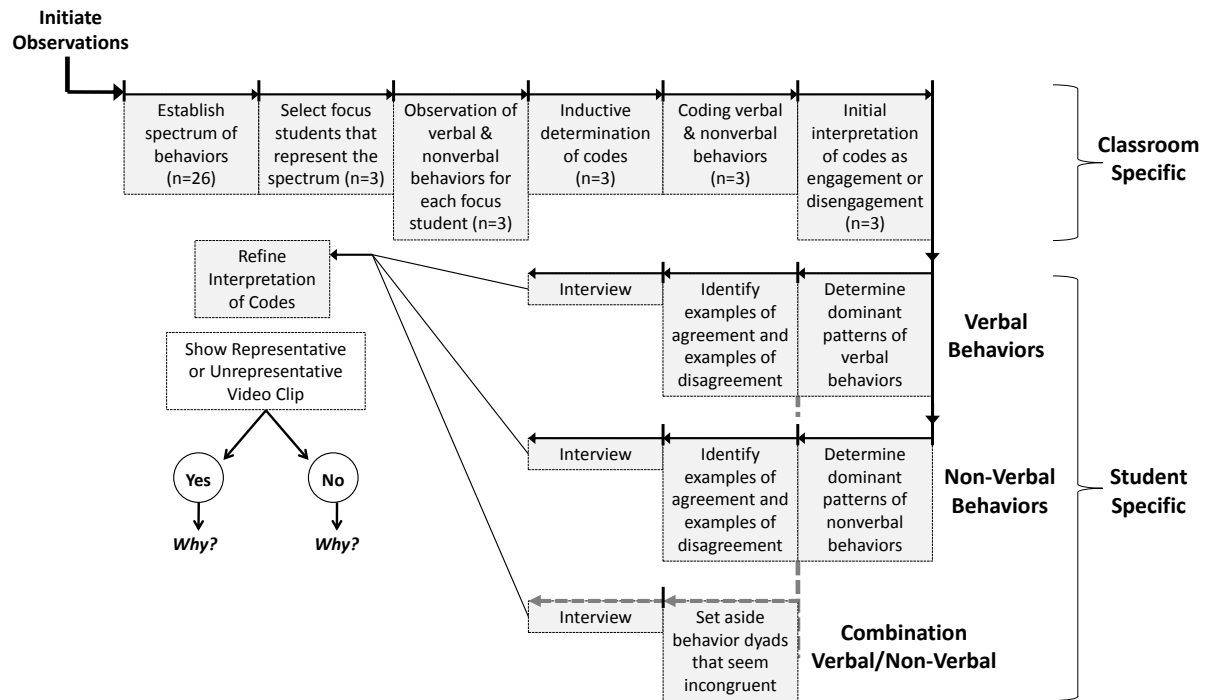 Initiate
Observations
Establish
spectrum of
behaviors
(n=26)
Select focus
students that
represent the
spectrum (n=3)
Observation of
verbal &
nonverbal
behaviors for
each focus
student (n=3)
Inductive
determination
of codes
(n=3)
Coding verbal
& nonverbal
behaviors
(n=3)
Initial
interpretation
of codes as
engagement or
disengagement
(n=3)
Classroom
Specific
Refine
Interpretation
of Codes
Interview
Identify
examples of
agreement and
examples of
disagreement
Determine
dominant
patterns of
verbal
behaviors
Verbal
Behaviors
Show Representative
or Unrepresentative
Video Clip
Yes
No
Why?
Why?
Interview
Identify
examples of
agreement and
examples of
disagreement
Determine
dominant
patterns of
nonverbal
behaviors
Non-Verbal
Behaviors
Student
Specific
Interview
Set aside
behavior dyads
that seem
incongruent
Combination
Verbal/Non-Verbal